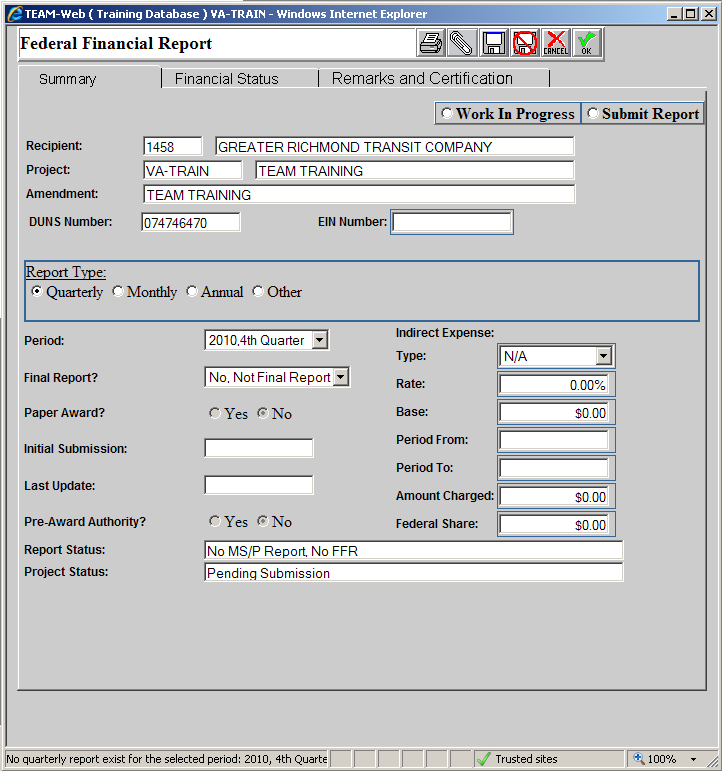 TEAM-Web ( Training Database ) VA-TRAIN - Windows Internet Explorer
Federal Financial Report
CANCEL
OK
Summary Financial Status Remarks and Certification
Work In Progress Submit Report
Recipient: 1458 GREATER RICHMOND TRANSIT COMPANY
Project: VA-TRAIN TEAM TRAINING
Amendment: TEAM TRAINING
DUNS Number: 074746470 EIN Number:
Report Type:
Quarterly Monthly Annual Other
Indirect Expense:
Period: 2010,4th Quarter
Type: N/A
Final Report? No, Not Final Report
Rate: 0.00%
Paper Award? Yes No
Base: $0.00
Period From:
Initial Submission:
Period To:
Last Update:
Amount Charged: $0.00
Pre-Award Authority? Yes No
Federal Share: $0.00
Report Status: No MS/P Report, No FFR
Project Status: Pending Submission
No quarterly report exist for the selected period: 2010, 4th Quarte Trusted sites 100%